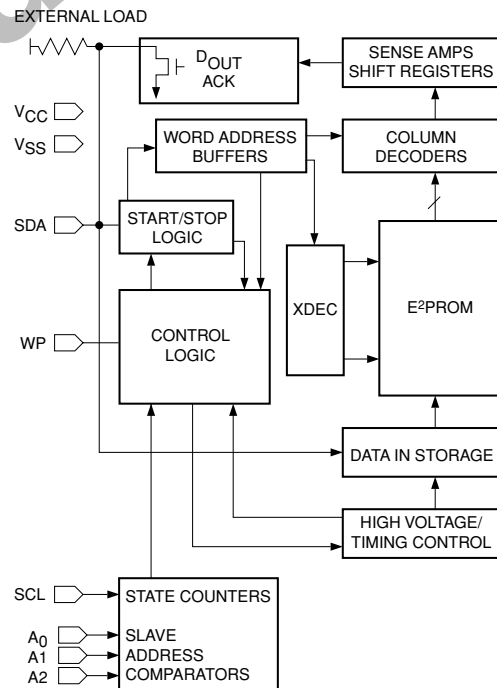 EXTERNAL LOAD
DOUT
ACK
SENSE AMPS
SHIFT REGISTERS
VCC
VSS
WORD ADDRESS
BUFFERS
COLUMN
DECODERS
SDA
START/STOP
LOGIC
XDEC
E²PROM
WP
CONTROL
LOGIC
DATA IN STORAGE
HIGH VOLTAGE/
TIMING CONTROL
SCL
STATE COUNTERS
A0
SLAVE
A1
ADDRESS
A2
COMPARATORS